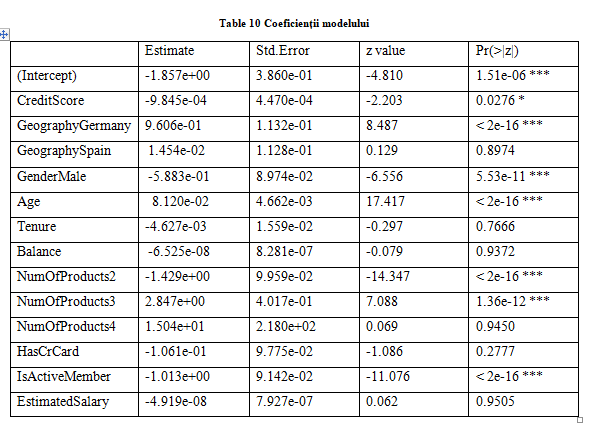 Table 10 Coeficienții modelului
Estimate Std.Error z value Pr(>|z|)
(Intercept) -1.857e+00 3.860e-01 -4.810 1.51e-06 ***
CreditScore -9.845e-04 4.470e-04 -2.203 0.0276 *
GeographyGermany 9.606e-01 1.132e-01 8.487 < 2e-16 ***
GeographySpain 1.454e-02 1.128e-01 0.129 0.8974
GenderMale -5.883e-01 8.974e-02 -6.556 5.53e-11 ***
Age 8.120e-02 4.662e-03 17.417 < 2e-16 ***
Tenure -4.627e-03 1.559e-02 -0.297 0.7666
Balance -6.525e-08 8.281e-07 -0.079 0.9372
NumOfProducts2 -1.429e+00 9.959e-02 -14.347 < 2e-16 ***
NumOfProducts3 2.847e+00 4.017e-01 7.088 1.36e-12 ***
NumOfProducts4 1.504e+01 2.180e+02 0.069 0.9450
HasCrCard -1.061e-01 9.775e-02 -1.086 0.2777
IsActiveMember -1.013e+00 9.142e-02 -11.076 < 2e-16 ***
EstimatedSalary -4.919e-08 7.927e-07 0.062 0.9505